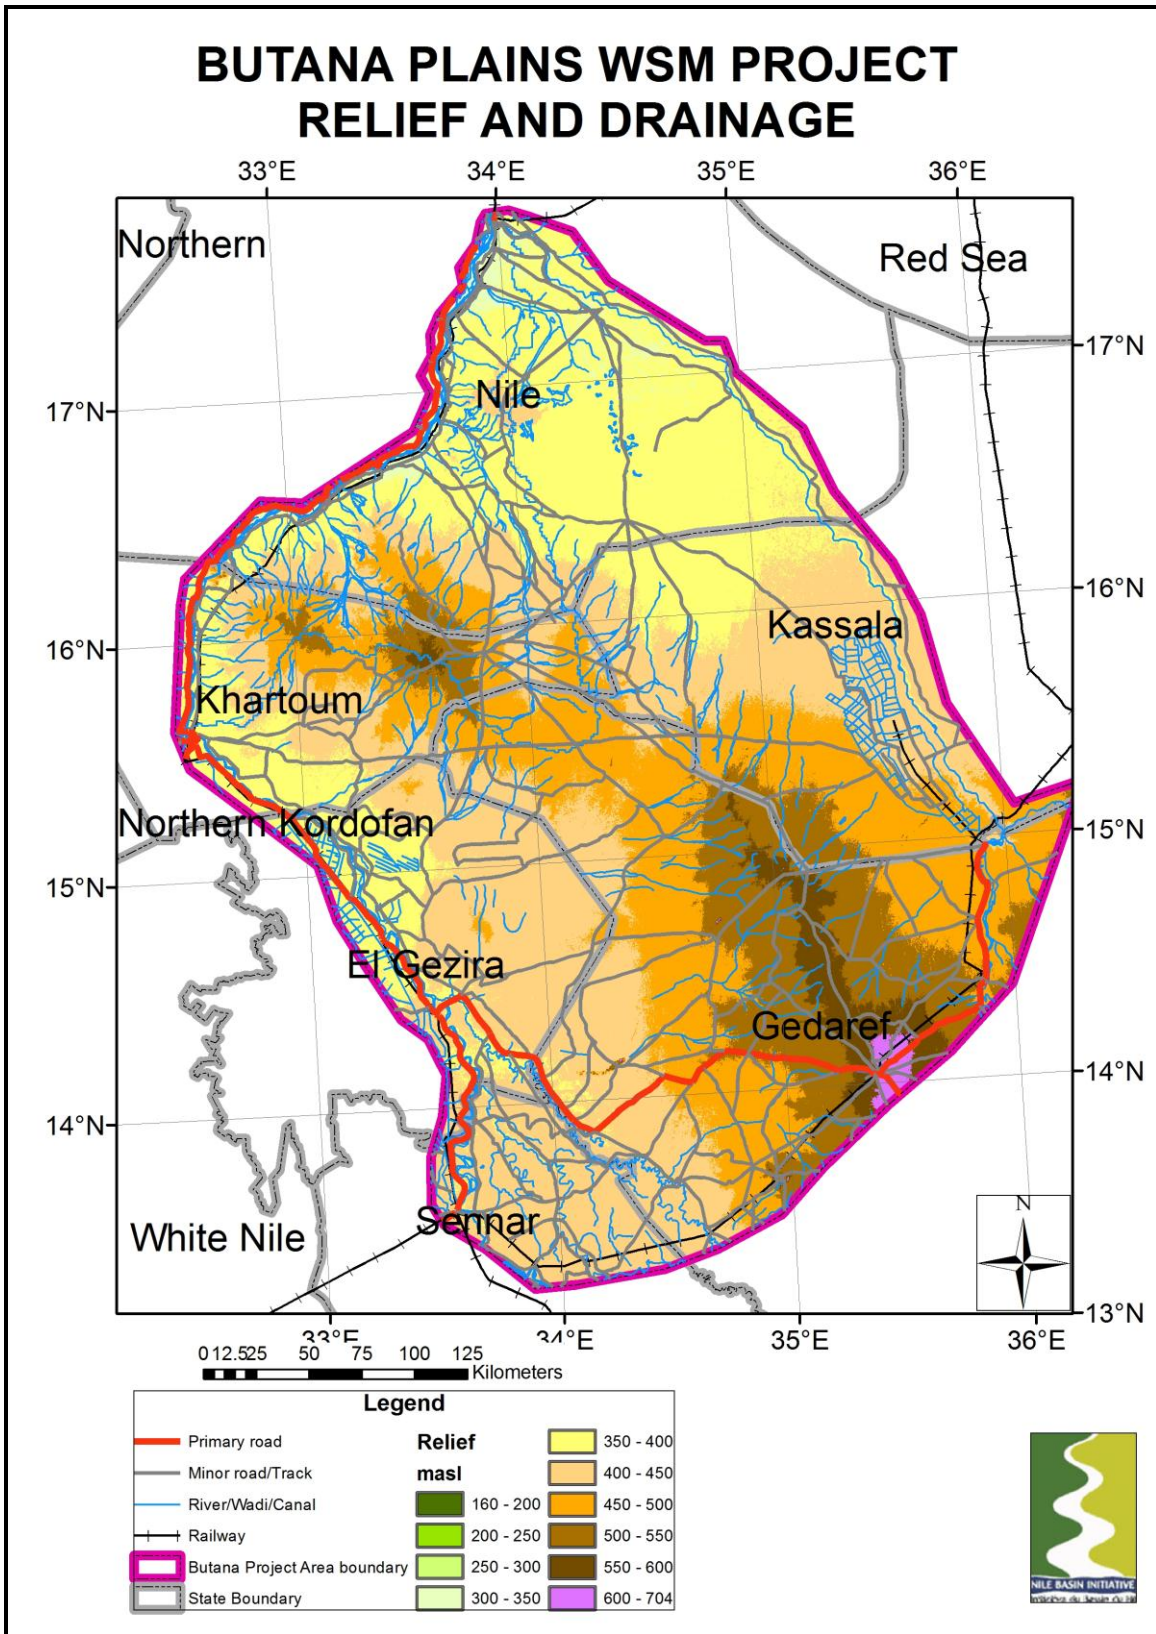 BUTANA PLAINS WSM PROJECT
RELIEF AND DRAINAGE
33°E 34°E 35°E 36°E
Northern
Red Sea
17°N
Nile
17°N
16°N
Kassala
16°N
Khartoum
Northern Kordofan
15°N
15°N
El Gezira
Gedaref
14°N
14°N
Sennar
White Nile
N
13°N
33°E 34°E 35°E 36°E
0 12.525 50 75 100 125
Kilometers
Legend
Primary road
Minor road/Track
River/Wadi/Canal
Railway
Butana Project Area boundary
State Boundary
Relief
masl
160 - 200
200 - 250
250 - 300
300 - 350
350 - 400
400 - 450
450 - 500
500 - 550
550 - 600
600 - 704
NILE BASIN INITIATIVE